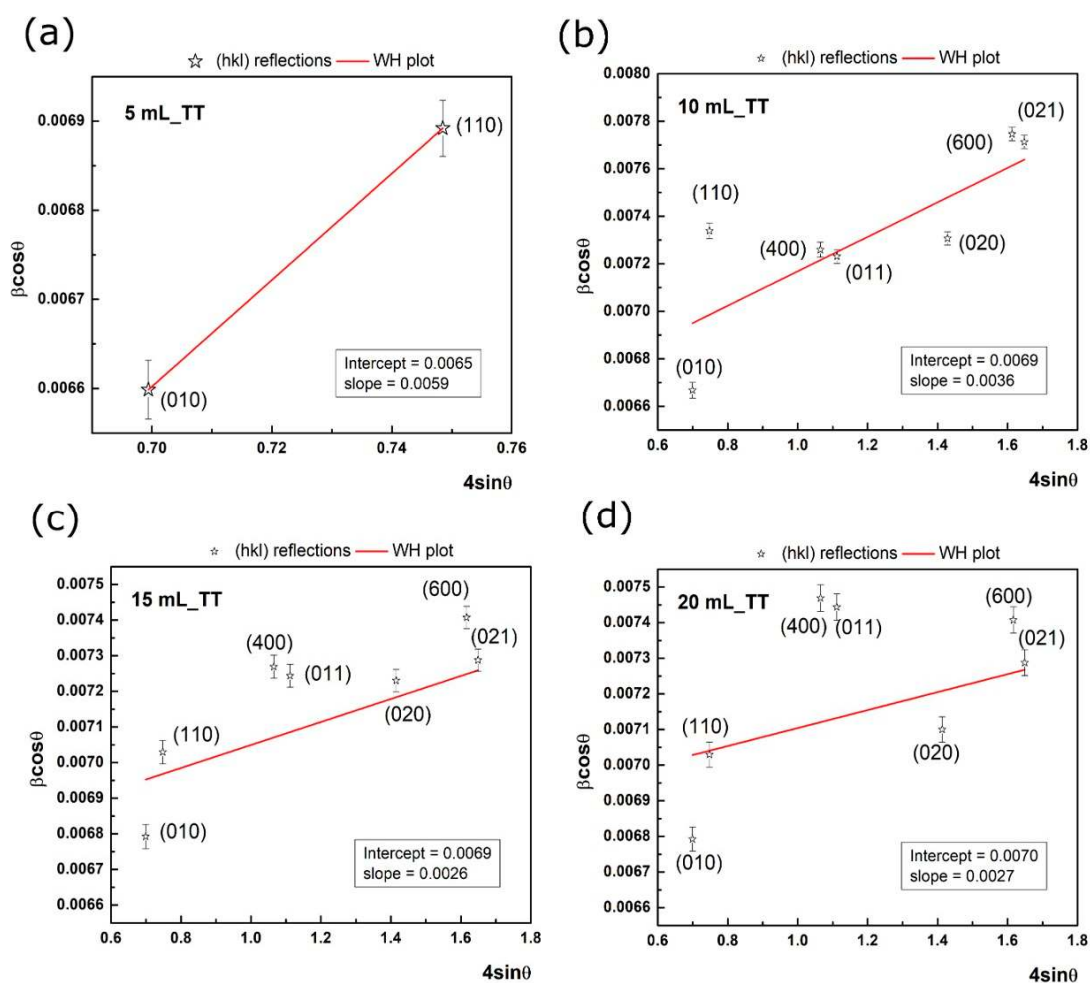 (a)
☆ (hkl) reflections — WH plot
5 mL_TT
(110)
(010)
Intercept = 0.0065
slope = 0.0059
0.0069
0.0068
0.0067
0.0066
βcosθ
0.70 0.72 0.74 0.76
4sinθ
(b)
☆ (hkl) reflections — WH plot
10 mL_TT
(021)
(600)
(110)
(400)
(011)
(020)
(010)
Intercept = 0.0069
slope = 0.0036
0.0080
0.0078
0.0076
0.0074
0.0072
0.0070
0.0068
0.0066
βcosθ
0.6 0.8 1.0 1.2 1.4 1.6 1.8
4sinθ
(c)
☆ (hkl) reflections — WH plot
15 mL_TT
(600)
(400)
(021)
(011)
(020)
(110)
(010)
Intercept = 0.0069
slope = 0.0026
0.0075
0.0074
0.0073
0.0072
0.0071
0.0070
0.0069
0.0068
0.0067
0.0066
βcosθ
0.6 0.8 1.0 1.2 1.4 1.6 1.8
4sinθ
(d)
☆ (hkl) reflections — WH plot
20 mL_TT
(600)
(400)
(011)
(021)
(110)
(020)
(010)
Intercept = 0.0070
slope = 0.0027
0.0075
0.0074
0.0073
0.0072
0.0071
0.0070
0.0069
0.0068
0.0067
0.0066
βcosθ
0.6 0.8 1.0 1.2 1.4 1.6 1.8
4sinθ